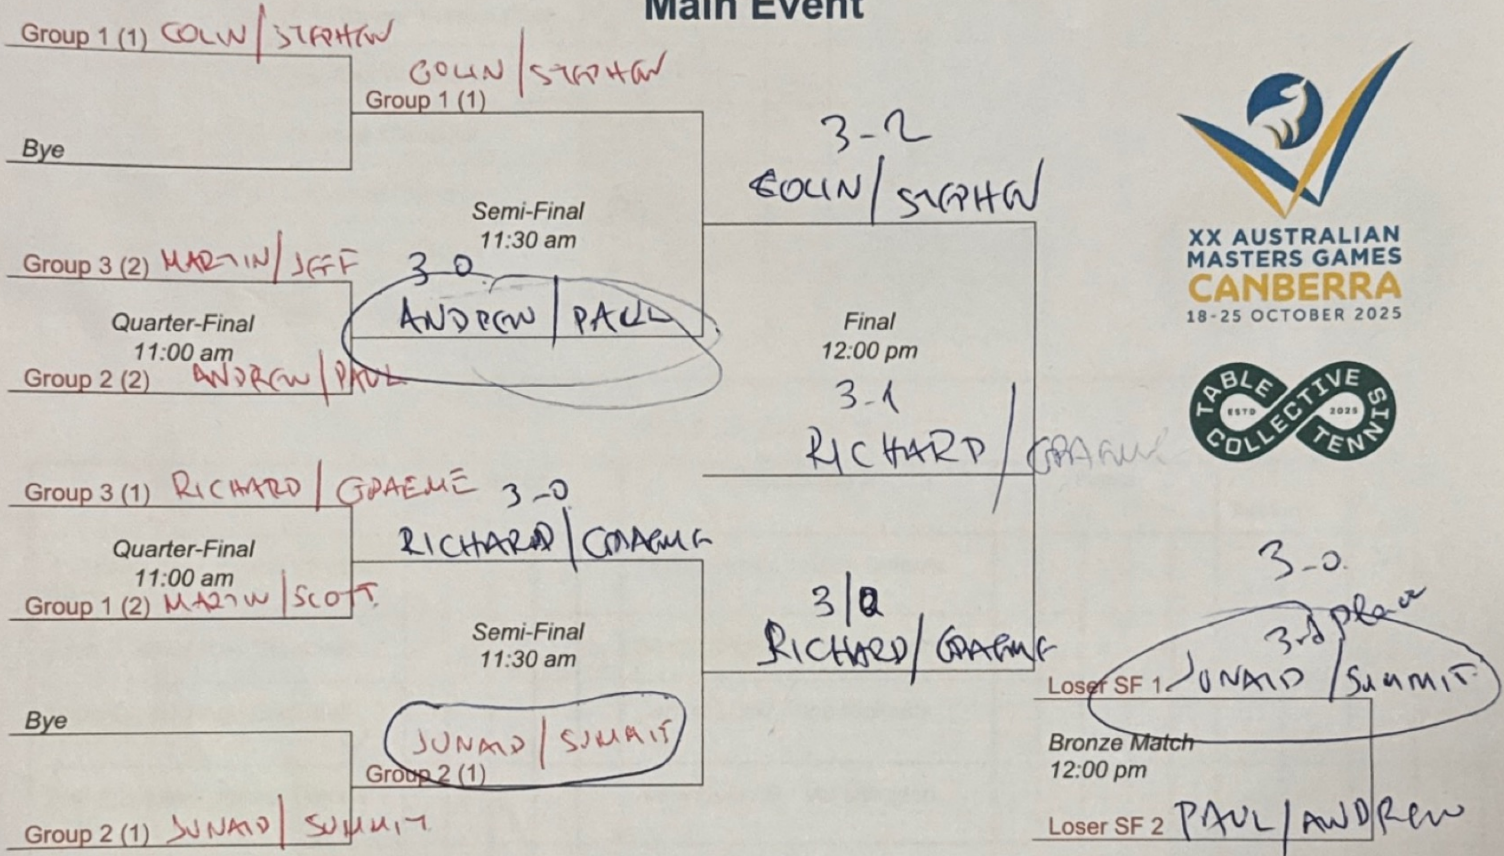 Main Event
Group 1 (1) COLIN / STEPHEN
COLIN / STEPHEN
Group 1 (1)
Bye
3-2
COLIN / STEPHEN
Semi-Final
11:30 am
Group 3 (2) MARTIN / JEFF
3-0
ANDREW / PAUL
Quarter-Final
11:00 am
Group 2 (2) ANDREW / PAUL
Final
12:00 pm
3-1
RICHARD / GRAEME
Group 3 (1) RICHARD / GRAEME
3-0
RICHARD / GRAEME
Quarter-Final
11:00 am
Group 1 (2) MARTIN / SCOTT
Semi-Final
11:30 am
RICHARD / GRAEME
Bye
JUNAID / SUMMIT
Group 2 (1)
Group 2 (1) JUNAID / SUMMIT
3-0
3rd place
Loser SF 1 JUNAID / SUMMIT
Bronze Match
12:00 pm
Loser SF 2 PAUL / ANDREW
XX AUSTRALIAN
MASTERS GAMES
CANBERRA
18-25 OCTOBER 2025
TABLE TENNIS
COLLECTIVE
ESTD 2025